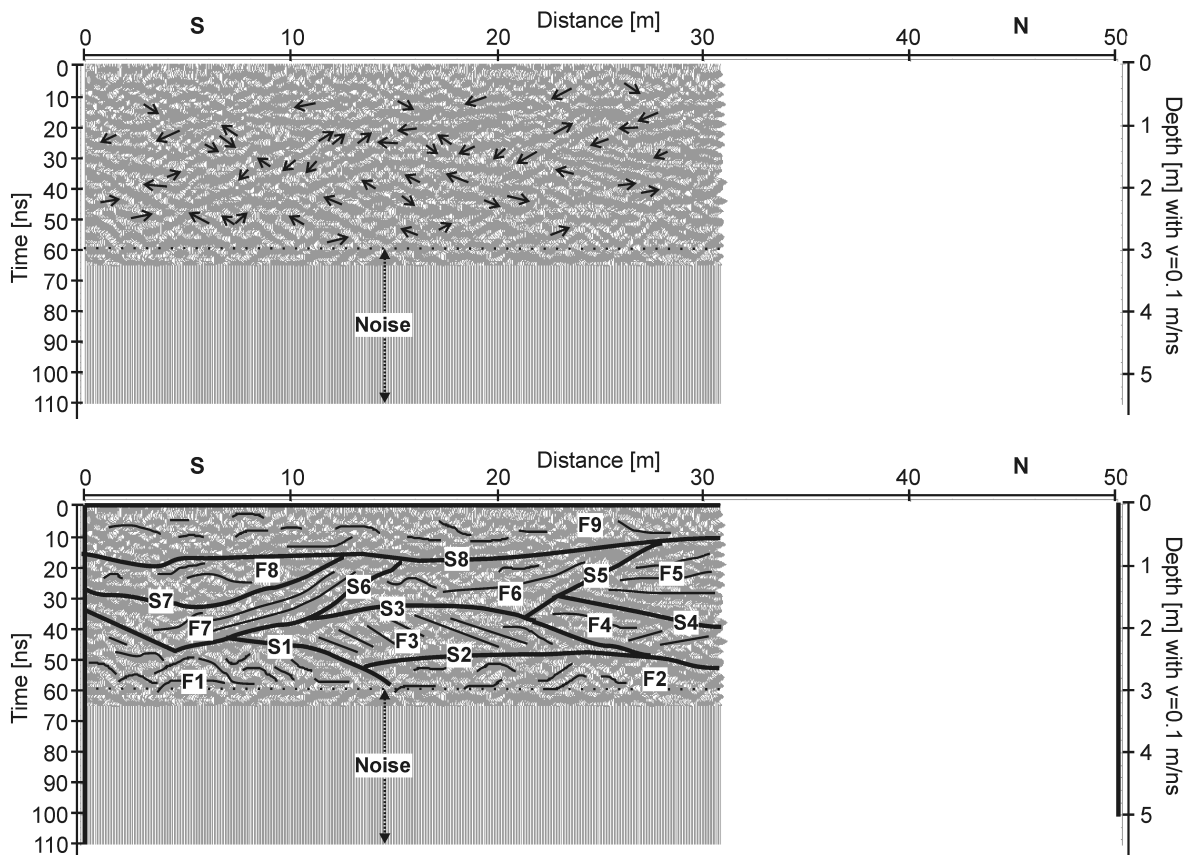 S Distance [m] N
0 10 20 30 40 50
0
10
20
30
40
50
60
70
80
90
100
110
Time [ns]
Noise
0
1
2
3
4
5
Depth [m] with v=0.1 m/ns
S Distance [m] N
0 10 20 30 40 50
0
10
20
30
40
50
60
70
80
90
100
110
Time [ns]
F9
S8
F8 S5 F5
S6
S7 F6
S3
F7 F4 S4
S1 F3
S2
F1 F2
Noise
0
1
2
3
4
5
Depth [m] with v=0.1 m/ns